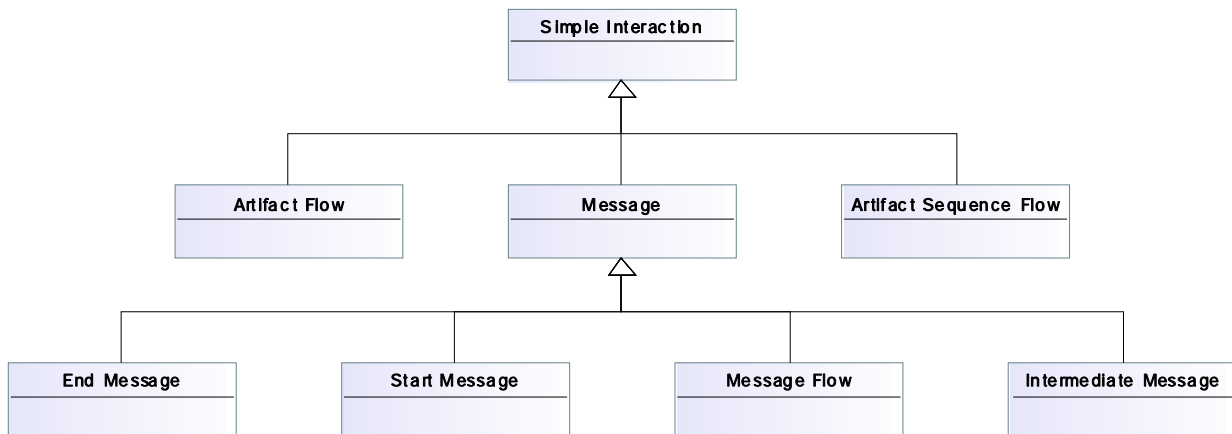 Simple Interaction
Artifact Flow
Message
Artifact Sequence Flow
End Message
Start Message
Message Flow
Intermediate Message